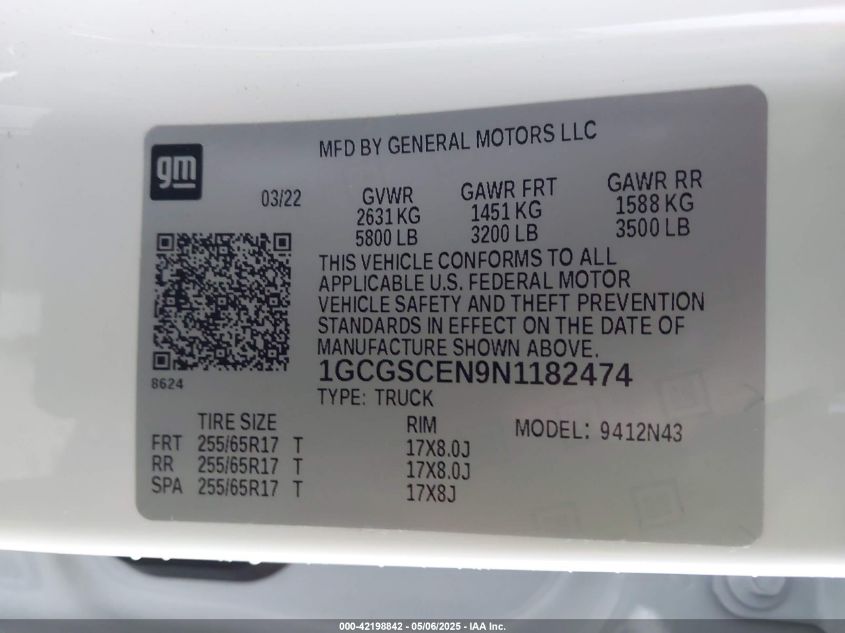 gm
MFD BY GENERAL MOTORS LLC
03/22
GVWR GAWR FRT GAWR RR
2631 KG 1451 KG 1588 KG
5800 LB 3200 LB 3500 LB
THIS VEHICLE CONFORMS TO ALL
APPLICABLE U.S. FEDERAL MOTOR
VEHICLE SAFETY AND THEFT PREVENTION
STANDARDS IN EFFECT ON THE DATE OF
MANUFACTURE SHOWN ABOVE.
8624
1GCGSCEN9N1182474
TYPE: TRUCK
TIRE SIZE RIM MODEL: 9412N43
FRT 255/65R17 T 17X8.0J
RR 255/65R17 T 17X8.0J
SPA 255/65R17 T 17X8J
000-42198842 - 05/06/2025 - IAA Inc.